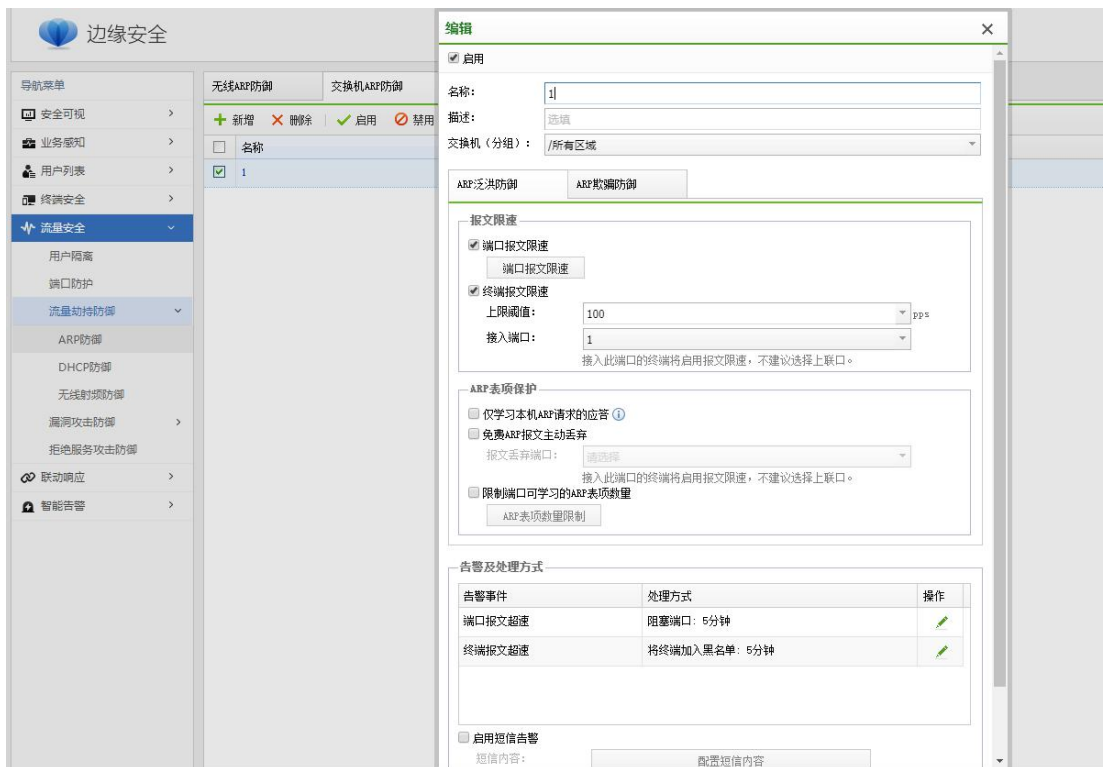 边缘安全
导航菜单
安全可视
业务感知
用户列表
终端安全
流量安全
用户隔离
端口防护
流量劫持防御
ARP防御
DHCP防御
无线射频防御
漏洞攻击防御
拒绝服务攻击防御
联动响应
智能告警
无线ARP防御 交换机ARP防御
新增 删除 启用 禁用
名称
1
编辑
启用
名称: 1
描述: 选填
交换机（分组）: /所有区域
ARP泛洪防御 ARP欺骗防御
报文限速
端口报文限速
端口报文限速
终端报文限速
上限阈值: 100 pps
接入端口: 1
接入此端口的终端将启用报文限速，不建议选择上联口。
ARP表项保护
仅学习本机ARP请求的应答
免费ARP报文主动丢弃
报文丢弃端口: 请选择
接入此端口的终端将启用报文限速，不建议选择上联口。
限制端口可学习的ARP表项数量
ARP表项数量限制
告警及处理方式
告警事件 处理方式 操作
端口报文超速 阻塞端口: 5分钟
终端报文超速 将终端加入黑名单: 5分钟
启用短信告警
短信内容: 配置短信内容